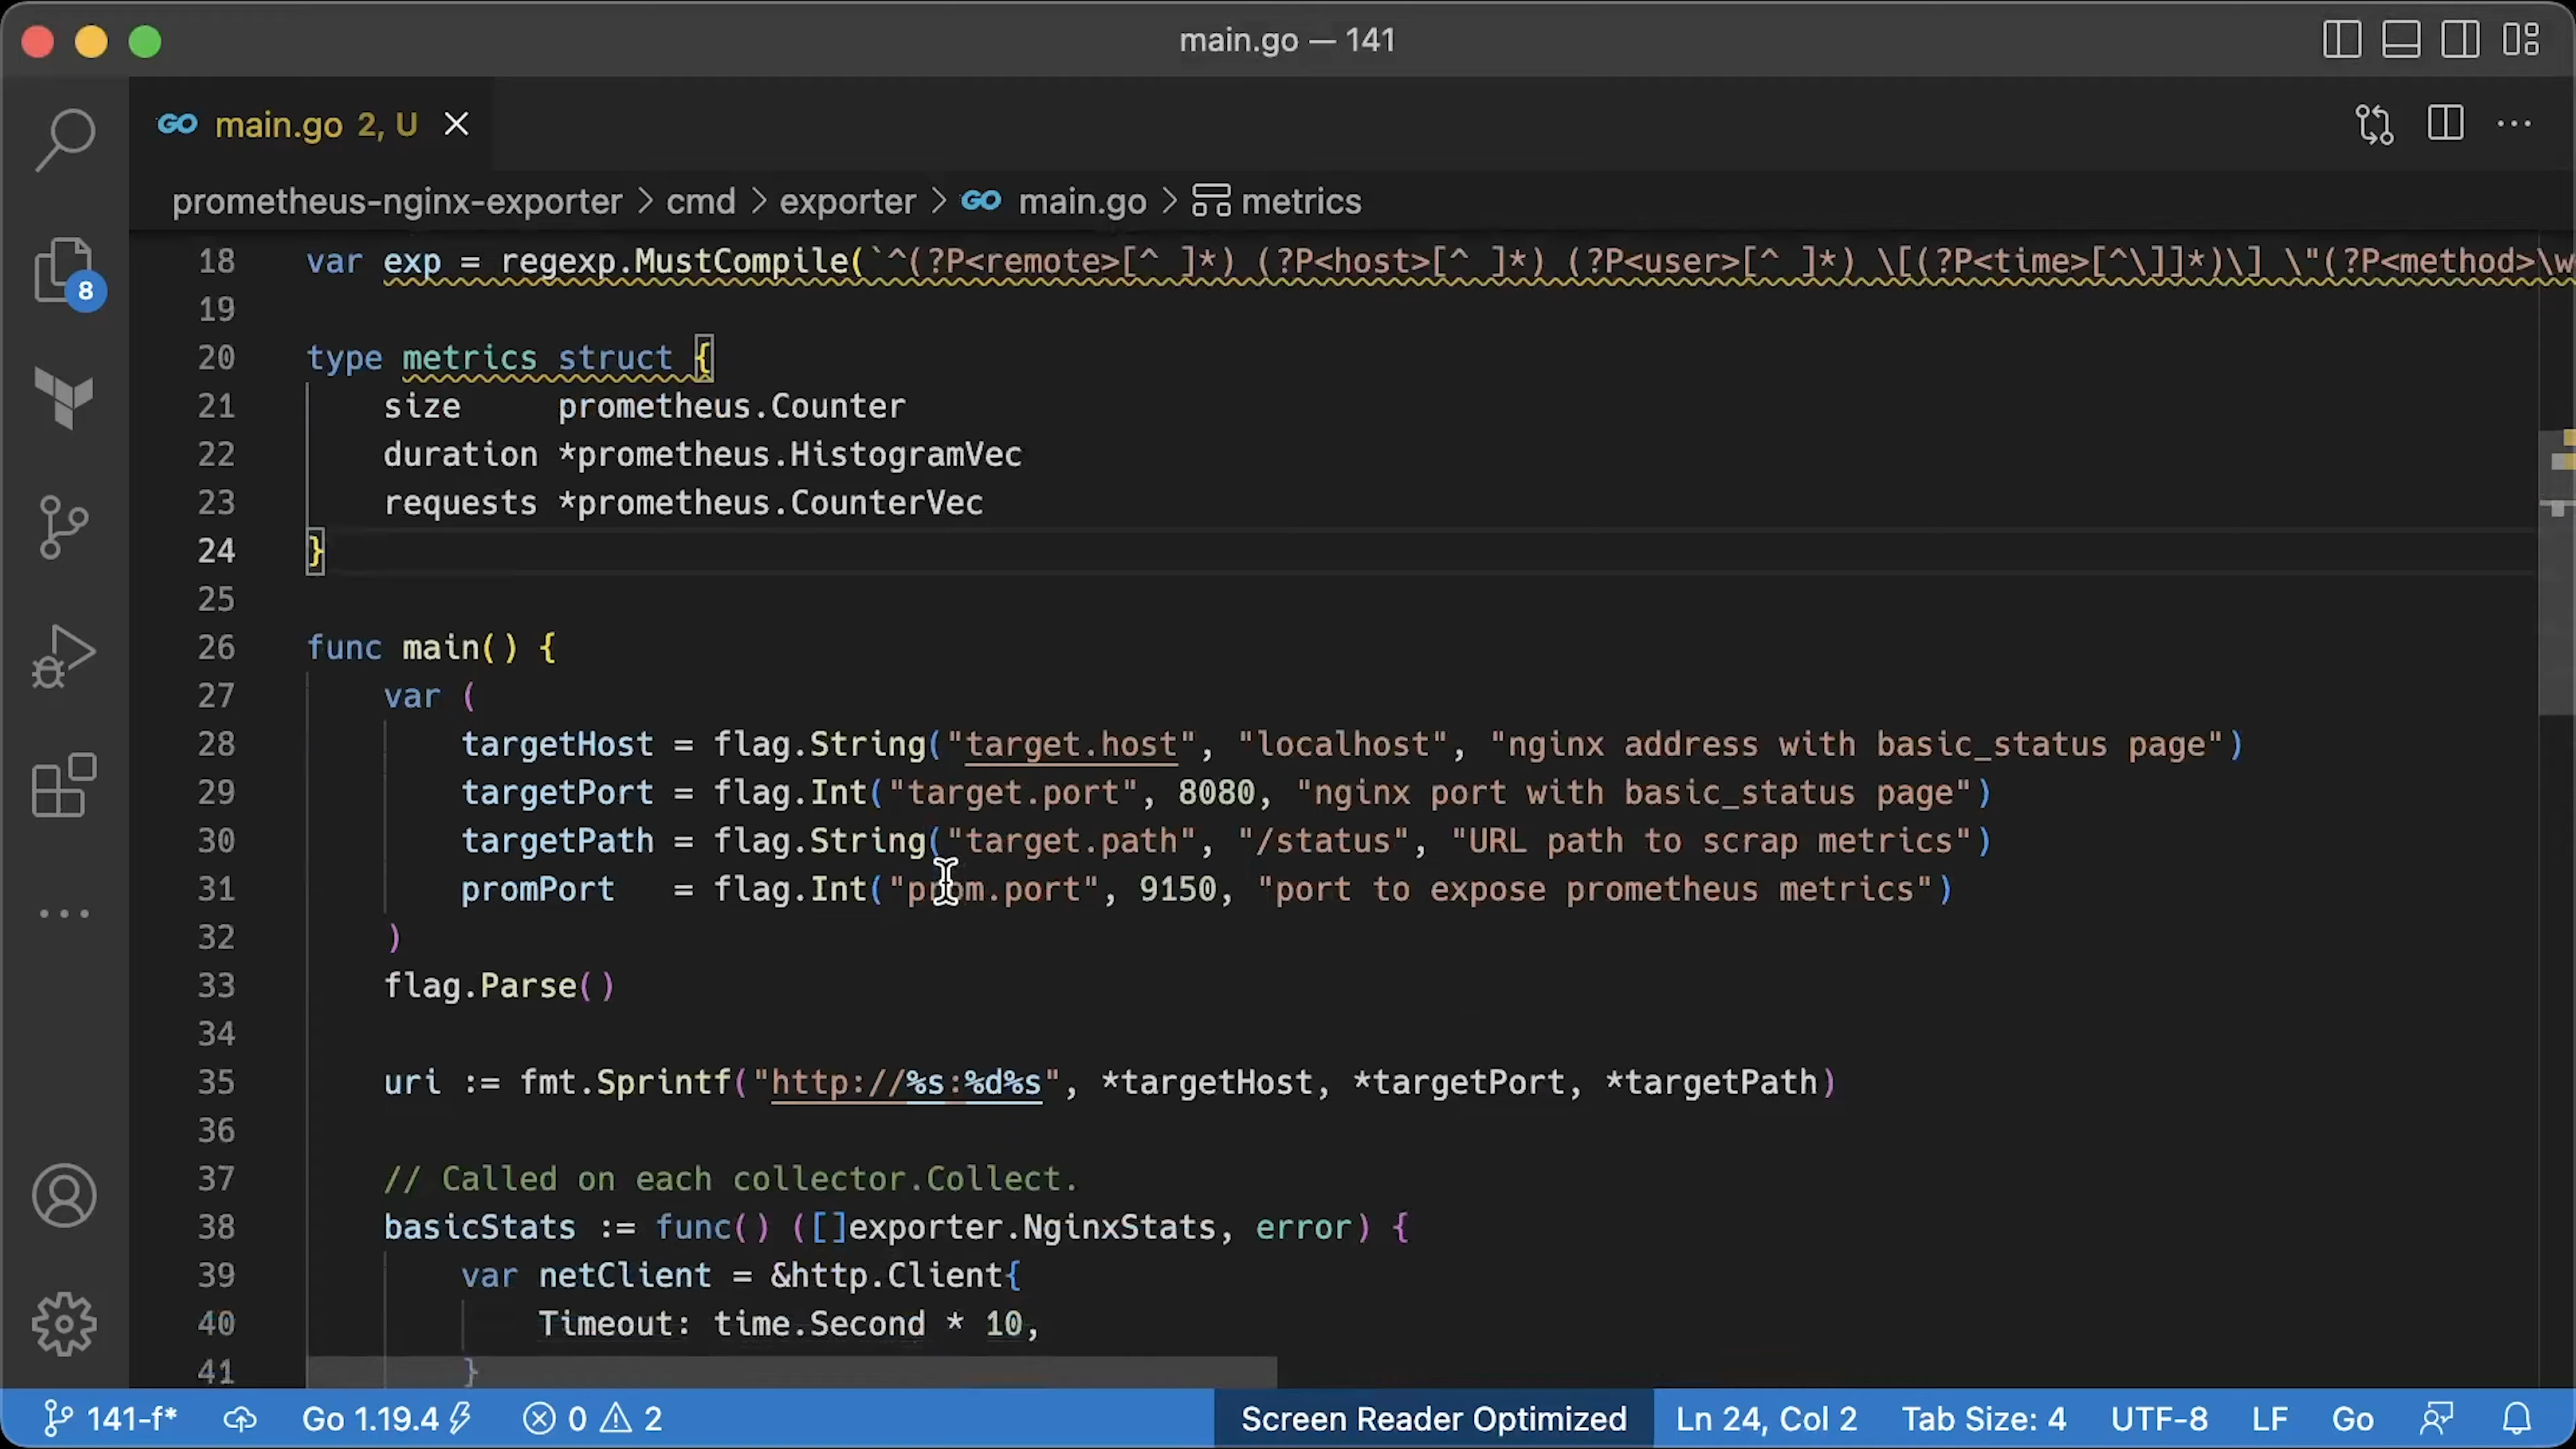 main.go — 141
GO main.go 2, U
prometheus-nginx-exporter > cmd > exporter > GO main.go > metrics
8
18 var exp = regexp.MustCompile(`^(?P<remote>[^ ]*) (?P<host>[^ ]*) (?P<user>[^ ]*) \[(?P<time>[^\]]*)\] \"(?P<method>\w
19
20 type metrics struct {
21 size     prometheus.Counter
22 duration *prometheus.HistogramVec
23 requests *prometheus.CounterVec
24 }
25
26 func main() {
27 var (
28 targetHost = flag.String("target.host", "localhost", "nginx address with basic_status page")
29 targetPort = flag.Int("target.port", 8080, "nginx port with basic_status page")
30 targetPath = flag.String("target.path", "/status", "URL path to scrap metrics")
31 promPort   = flag.Int("prom.port", 9150, "port to expose prometheus metrics")
32 )
33 flag.Parse()
34
35 uri := fmt.Sprintf("http://%s:%d%s", *targetHost, *targetPort, *targetPath)
36
37 // Called on each collector.Collect.
38 basicStats := func() ([]exporter.NginxStats, error) {
39 var netClient = &http.Client{
40 Timeout: time.Second * 10,
41 }
141-f* Go 1.19.4 0 2 Screen Reader Optimized Ln 24, Col 2 Tab Size: 4 UTF-8 LF Go